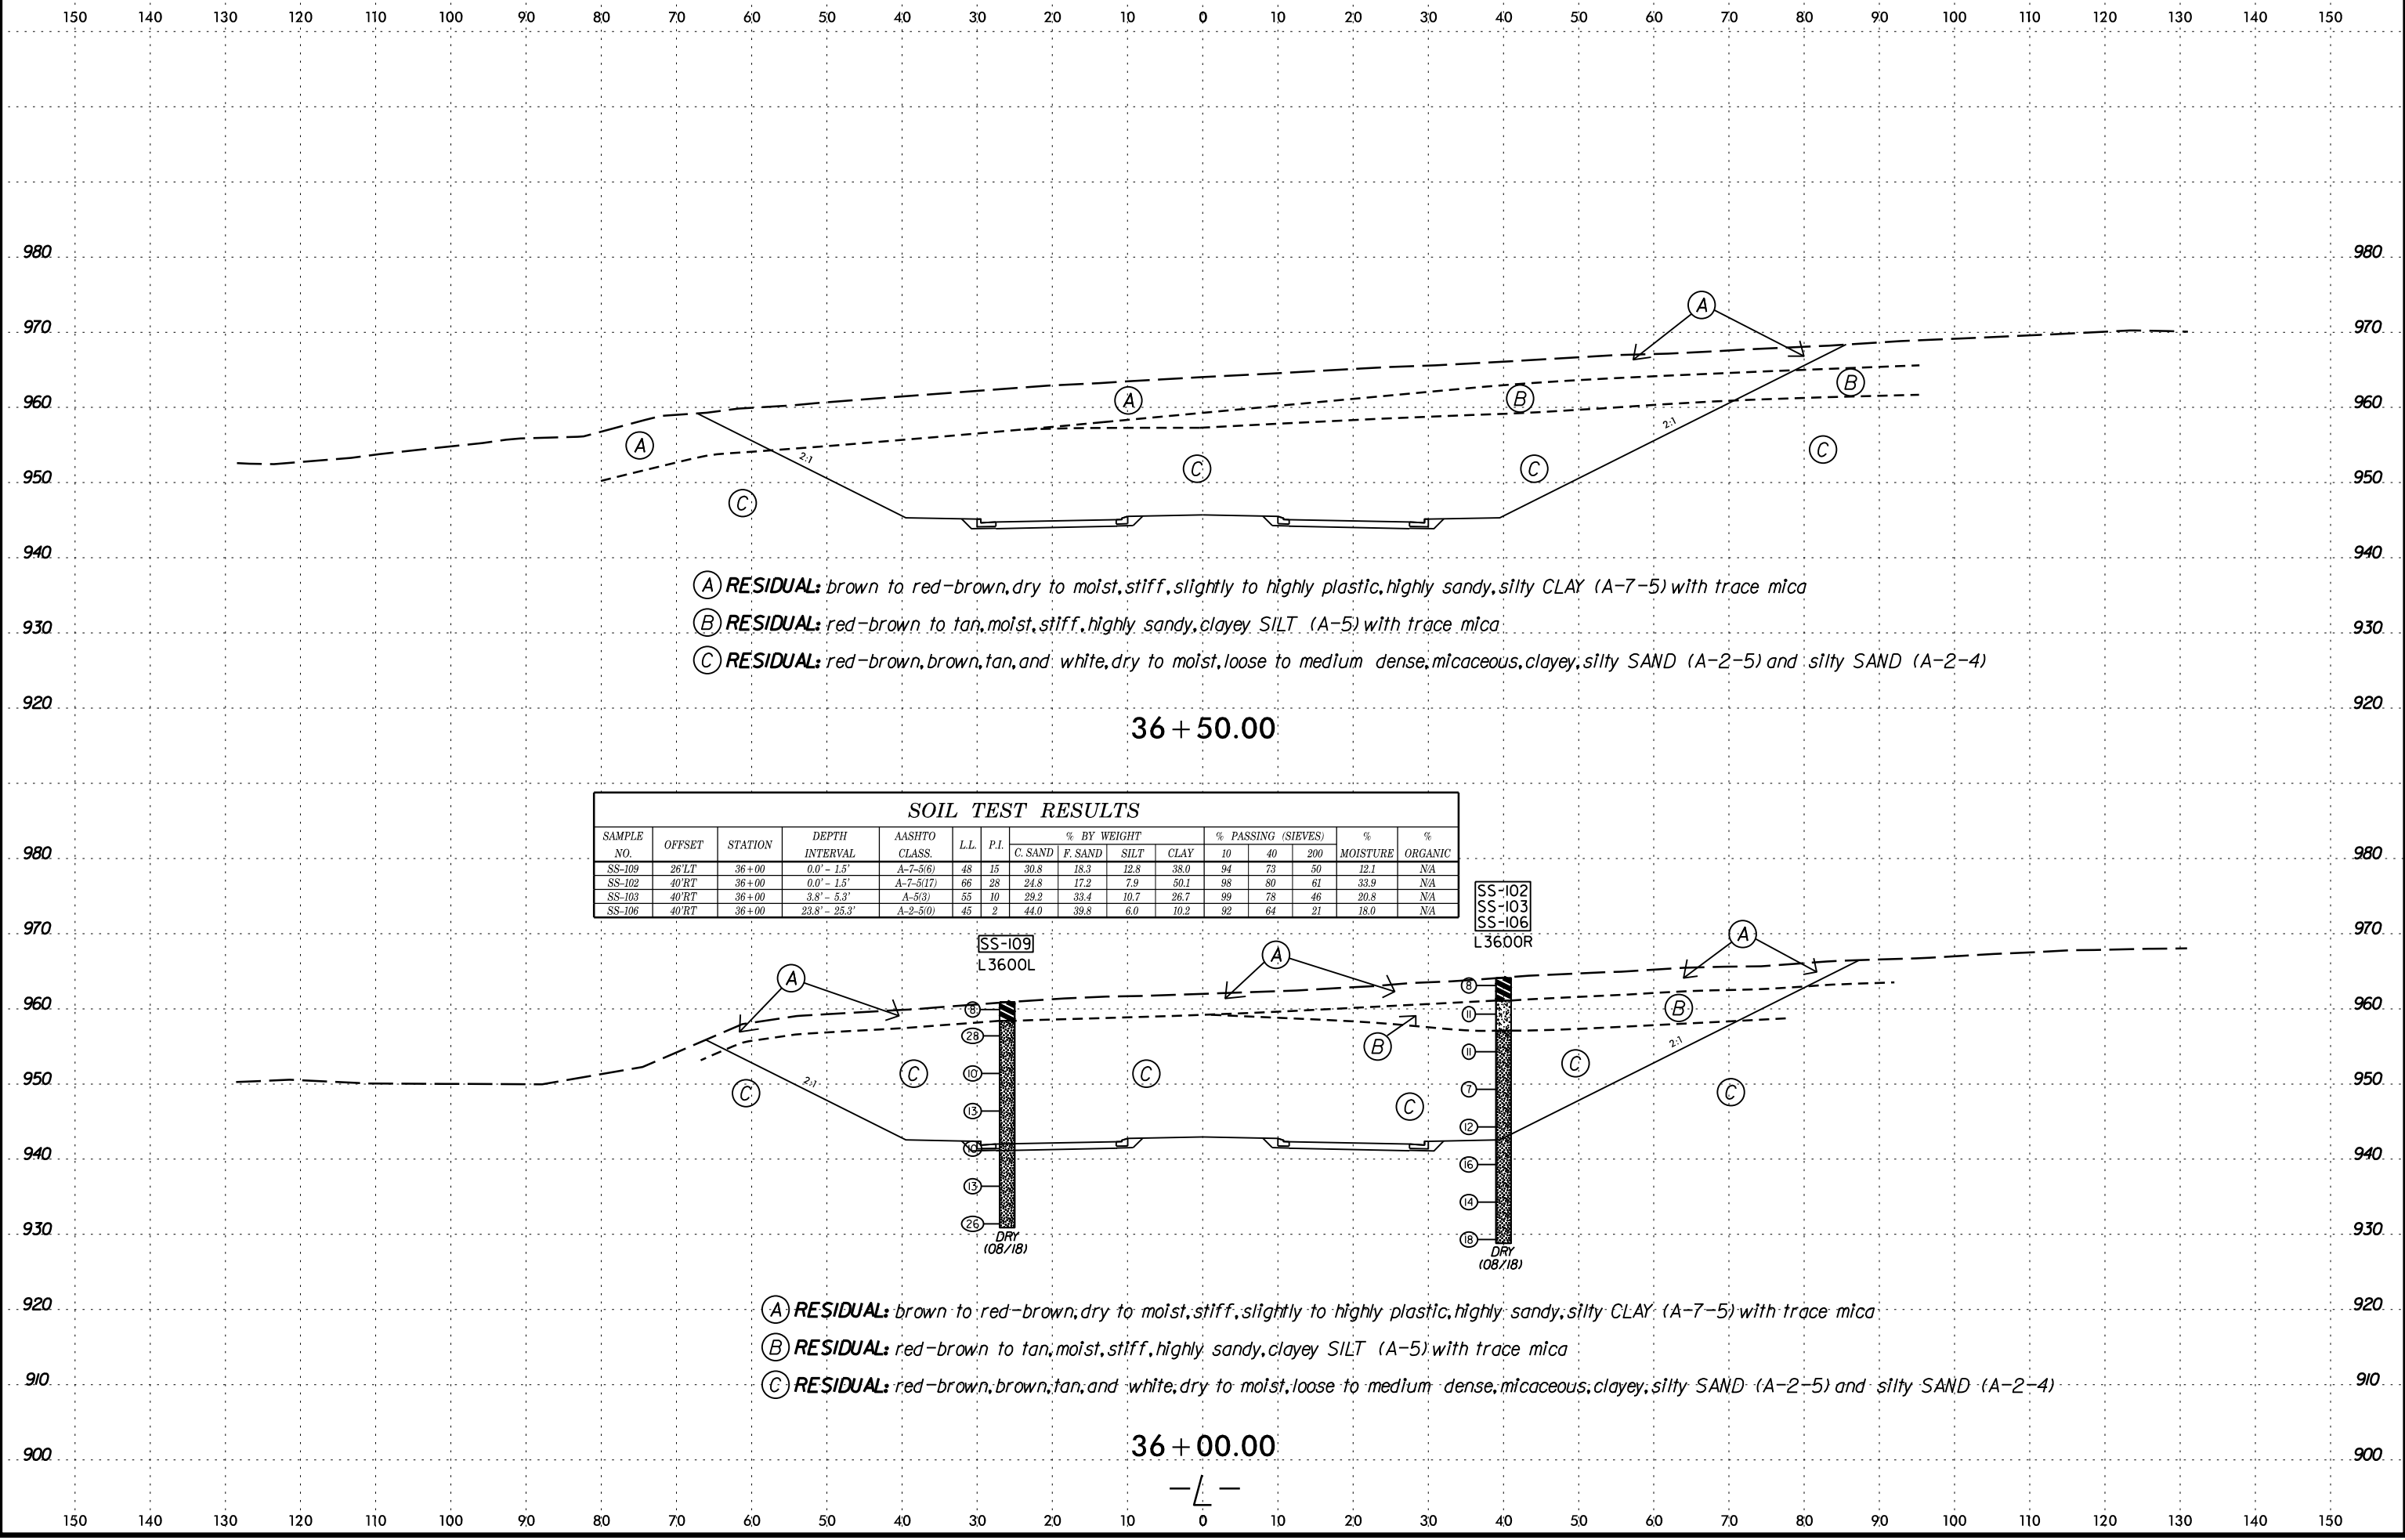 150 140 130 120 110 100 90 80 70 60 50 40 30 20 10 0 10 20 30 40 50 60 70 80 90 100 110 120 130 140 150
980 980
A
970 970
B
A B
960 960
2:1
A C
2:1 C C
950 950
C
940 940
A RESIDUAL: brown to red-brown, dry to moist, stiff, slightly to highly plastic, highly sandy, silty CLAY (A-7-5) with trace mica
B RESIDUAL: red-brown to tan, moist, stiff, highly sandy, clayey SILT (A-5) with trace mica
930 930
C RESIDUAL: red-brown, brown, tan, and white, dry to moist, loose to medium dense, micaceous, clayey, silty SAND (A-2-5) and silty SAND (A-2-4)
920 920
36+50.00
SOIL TEST RESULTS
SAMPLE NO. OFFSET STATION DEPTH INTERVAL AASHTO CLASS. L.L. P.I. % BY WEIGHT % PASSING (SIEVES) % MOISTURE % ORGANIC
C. SAND F. SAND SILT CLAY 10 40 200
SS-109 26'LT 36+00 0.0' - 1.5' A-7-5(6) 48 15 30.8 18.3 12.8 38.0 94 73 50 12.1 N/A
SS-102 40'RT 36+00 0.0' - 1.5' A-7-5(17) 66 28 24.8 17.2 7.9 50.1 98 80 61 33.9 N/A
SS-103 40'RT 36+00 3.8' - 5.3' A-5(3) 55 10 29.2 33.4 10.7 26.7 99 78 46 20.8 N/A
SS-106 40'RT 36+00 23.8' - 25.3' A-2-5(0) 45 2 44.0 39.8 6.0 10.2 92 64 21 18.0 N/A
980 980
SS-102
SS-103
SS-106
L3600R
970 970
SS-109
L3600L
A A A
8
960 8 11 B 960
28 B 2:1
11 C
950 2:1 C 10 C 950
C 7 C
13 C
12
10
940 940
16
13 14
930 26 18 930
DRY
(08/18)
DRY
(08/18)
920 920
A RESIDUAL: brown to red-brown, dry to moist, stiff, slightly to highly plastic, highly sandy, silty CLAY (A-7-5) with trace mica
B RESIDUAL: red-brown to tan, moist, stiff, highly sandy, clayey SILT (A-5) with trace mica
910 910
C RESIDUAL: red-brown, brown, tan, and white, dry to moist, loose to medium dense, micaceous, clayey, silty SAND (A-2-5) and silty SAND (A-2-4)
36+00.00
900 900
-L-
150 140 130 120 110 100 90 80 70 60 50 40 30 20 10 0 10 20 30 40 50 60 70 80 90 100 110 120 130 140 150